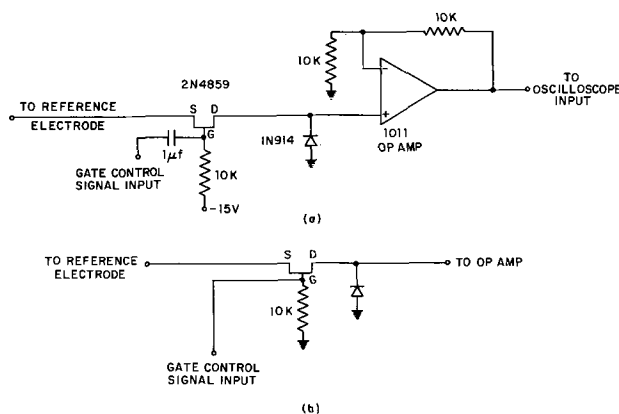 10K
10K
2N4859
TO REFERENCE
ELECTRODE
S D
G
−
+
TO
OSCILLOSCOPE
INPUT
1µf
1N914
1011
OP AMP
GATE CONTROL
SIGNAL INPUT
10K
-15V
(a)
TO REFERENCE
ELECTRODE
S D
G
TO OP AMP
10K
GATE CONTROL
SIGNAL INPUT
(b)